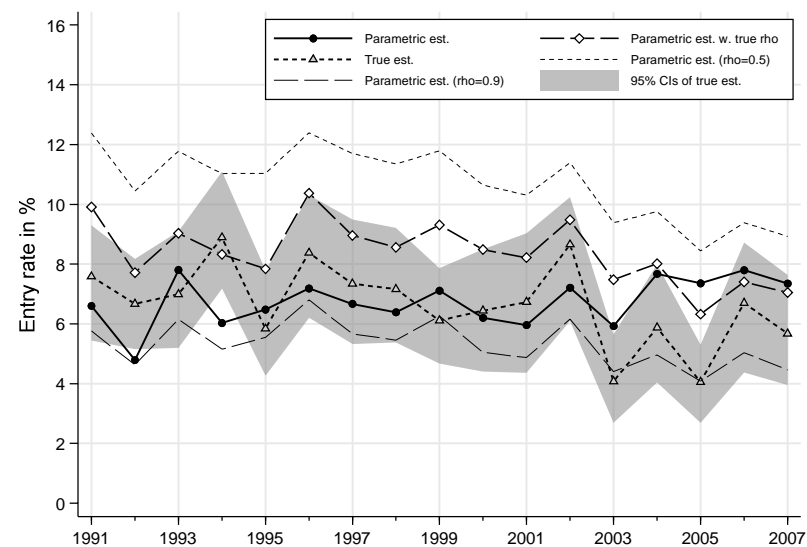 Parametric est.
Parametric est. w. true rho
True est.
Parametric est. (rho=0.5)
Parametric est. (rho=0.9)
95% CIs of true est.
Entry rate in %
16
14
12
10
8
6
4
2
0
1991 1993 1995 1997 1999 2001 2003 2005 2007